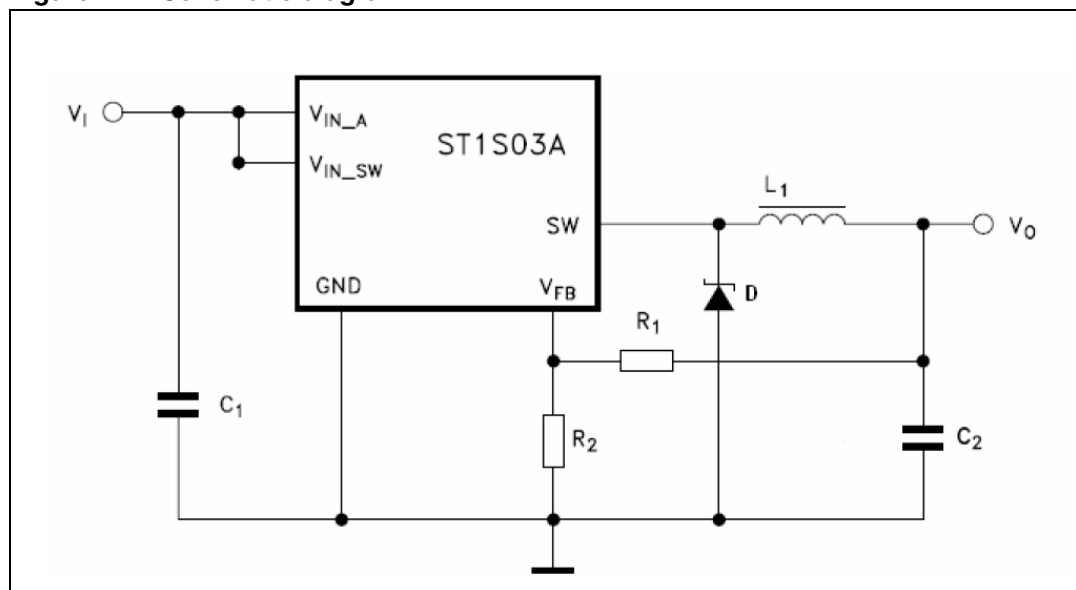 V_I
V_IN_A
ST1S03A
V_IN_SW
L_1
SW
V_O
GND
V_FB
D
R_1
C_1
R_2
C_2